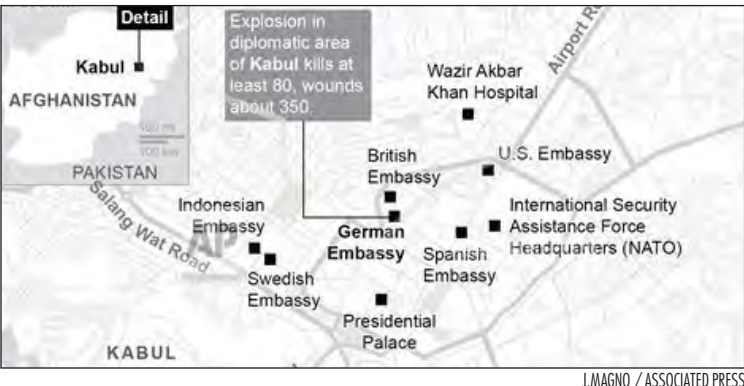 Detail
Kabul
AFGHANISTAN
100 mi
100 km
PAKISTAN
Explosion in
diplomatic area
of Kabul kills at
least 80, wounds
about 350.
Airport
Wazir Akbar
Khan Hospital
British
Embassy
U.S. Embassy
Salang Wat Road
Indonesian
Embassy
AP
Swedish
Embassy
German
Embassy
Spanish
Embassy
International Security
Assistance Force
Headquarters (NATO)
Presidential
Palace
KABUL
J.MAGNO / ASSOCIATED PRESS